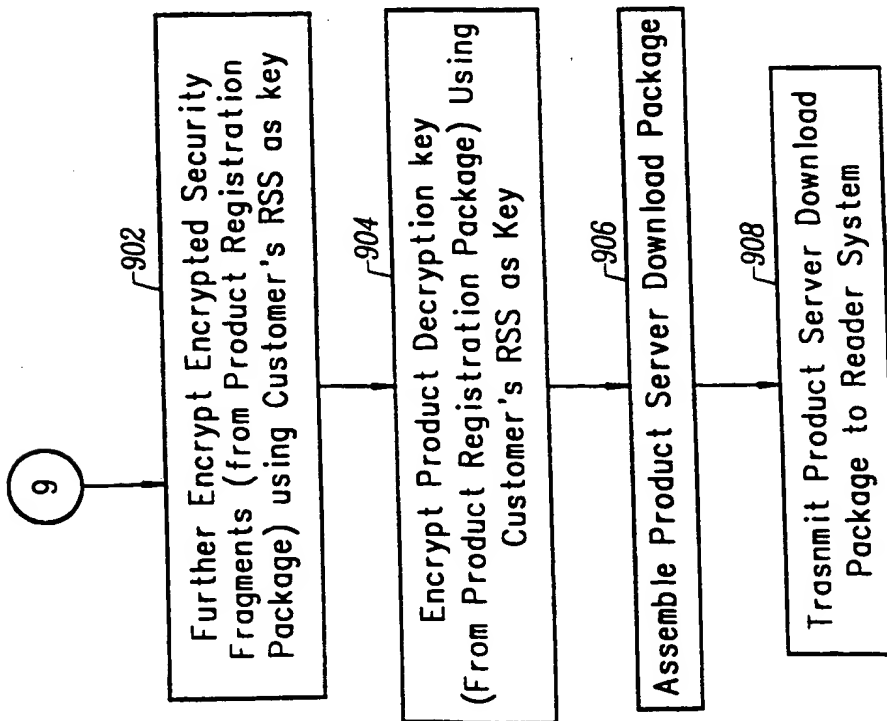 9
902
Further Encrypt Encrypted Security
Fragments (from Product Registration
Package) using Customer's RSS as key
904
Encrypt Product Decryption key
(From Product Registration Package) Using
Customer's RSS as Key
906
Assemble Product Server Download Package
908
Trasnmit Product Server Download
Package to Reader System